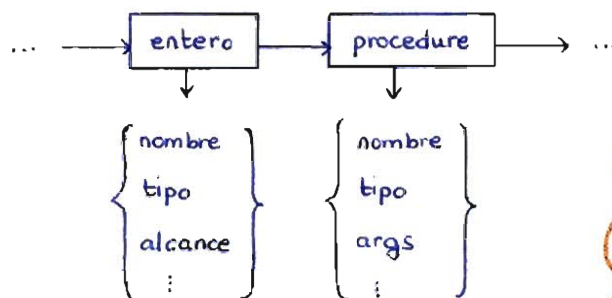 ... entero procedure ...
nombre nombre
tipo tipo
alcance args
⋮ ⋮